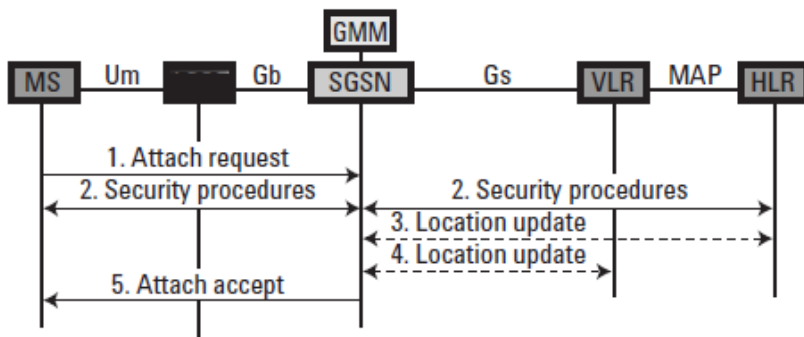 GMM
MS Um Gb SGSN Gs VLR MAP HLR
1. Attach request
2. Security procedures 2. Security procedures
3. Location update
4. Location update
5. Attach accept